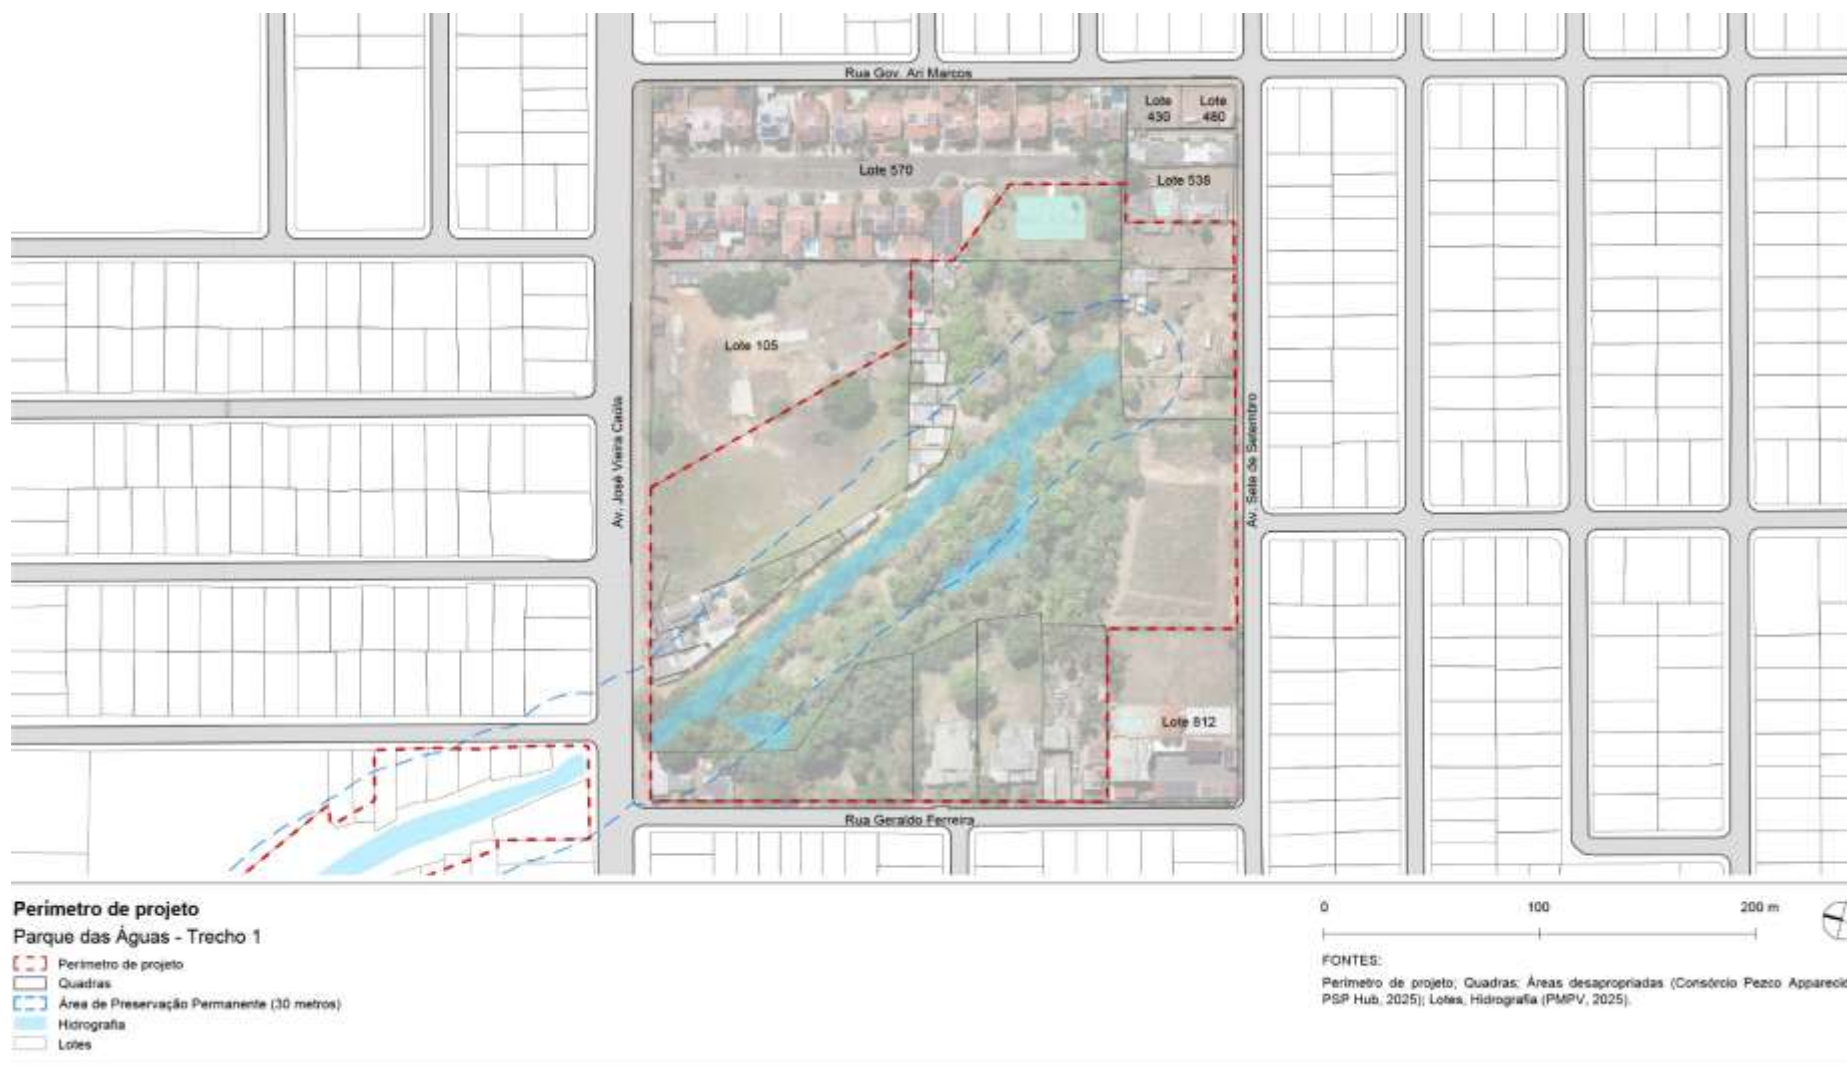 Rua Gov. Ari Marcos
Lote
430
Lote
480
Lote 570
Lote 538
Lote 105
Av. José Vieira Caúla
Av. Sete de Setembro
Lote 812
Rua Geraldo Ferreira
Perímetro de projeto
Parque das Águas - Trecho 1
Perímetro de projeto
Quadras
Área de Preservação Permanente (30 metros)
Hidrografia
Lotes
0 100 200 m
FONTES:
Perímetro de projeto; Quadras; Áreas desapropriadas (Consórcio Pezco Apparecid
PSP Hub, 2025); Lotes, Hidrografia (PMPV, 2025).